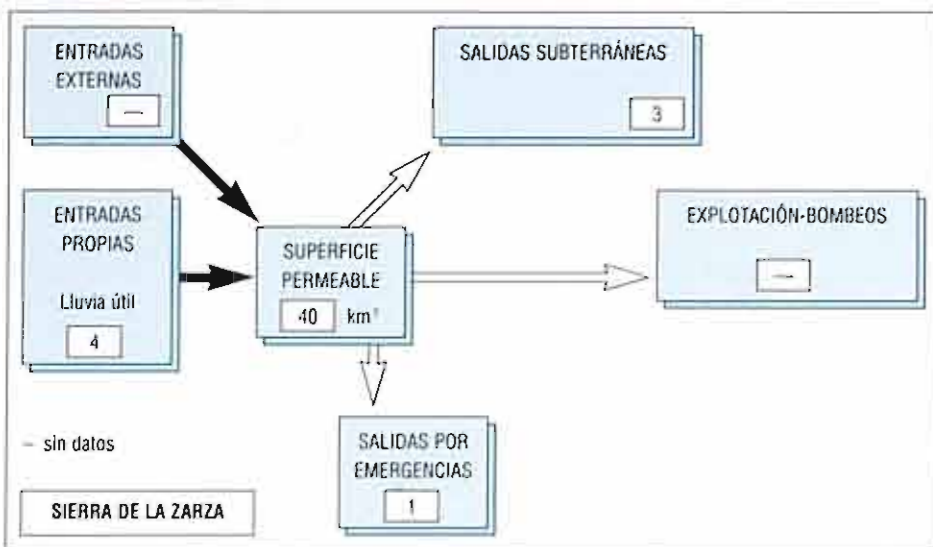 ENTRADAS
EXTERNAS
—
SALIDAS SUBTERRÁNEAS
3
ENTRADAS
PROPIAS
Lluvia útil
4
SUPERFICIE
PERMEABLE
40 km²
EXPLOTACIÓN-BOMBEOS
—
SALIDAS POR
EMERGENCIAS
1
– sin datos
SIERRA DE LA ZARZA